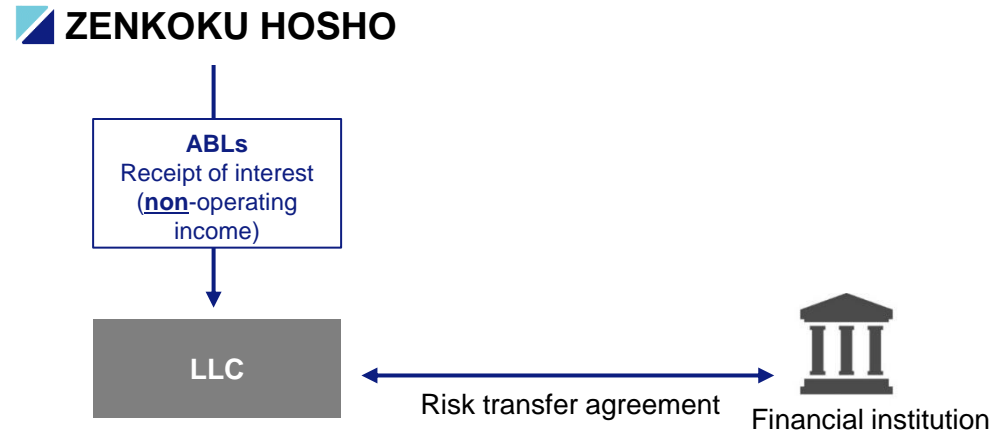 ZENKOKU HOSHO
ABLs
Receipt of interest
(non-operating
income)
LLC
Risk transfer agreement
Financial institution